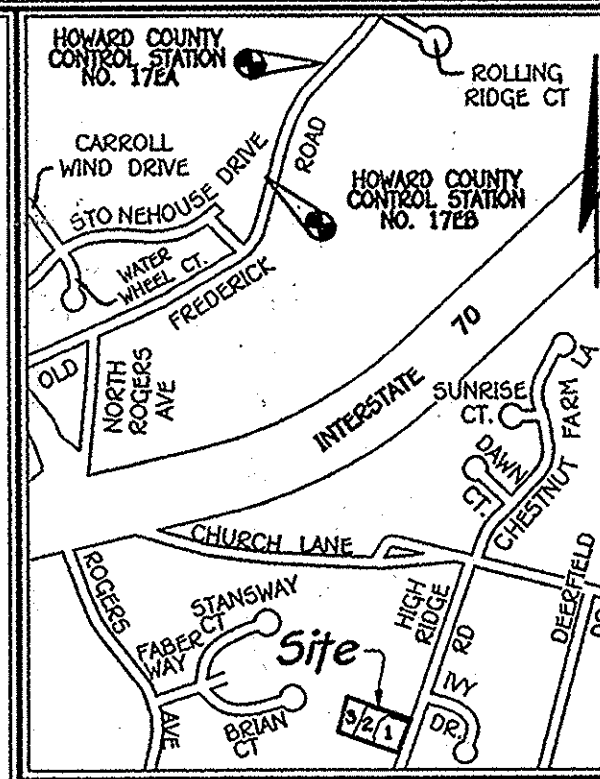 HOWARD COUNTY
CONTROL STATION
NO. 17EA
ROLLING
RIDGE CT
CARROLL
WIND DRIVE
STONEHOUSE DRIVE
ROAD
HOWARD COUNTY
CONTROL STATION
NO. 17EB
WATER
WHEEL CT.
FREDERICK
OLD
NORTH
ROGERS
AVE
INTERSTATE 70
SUNRISE
CT.
DAWN
CT.
CHESTNUT FARM LA
CHURCH LANE
ROGERS
AVE
STANSWAY
CT
FABER
WAY
BRIAN
CT
Site
3 2 1
HIGH
RIDGE
RD
IVY
DR.
DEERFIELD